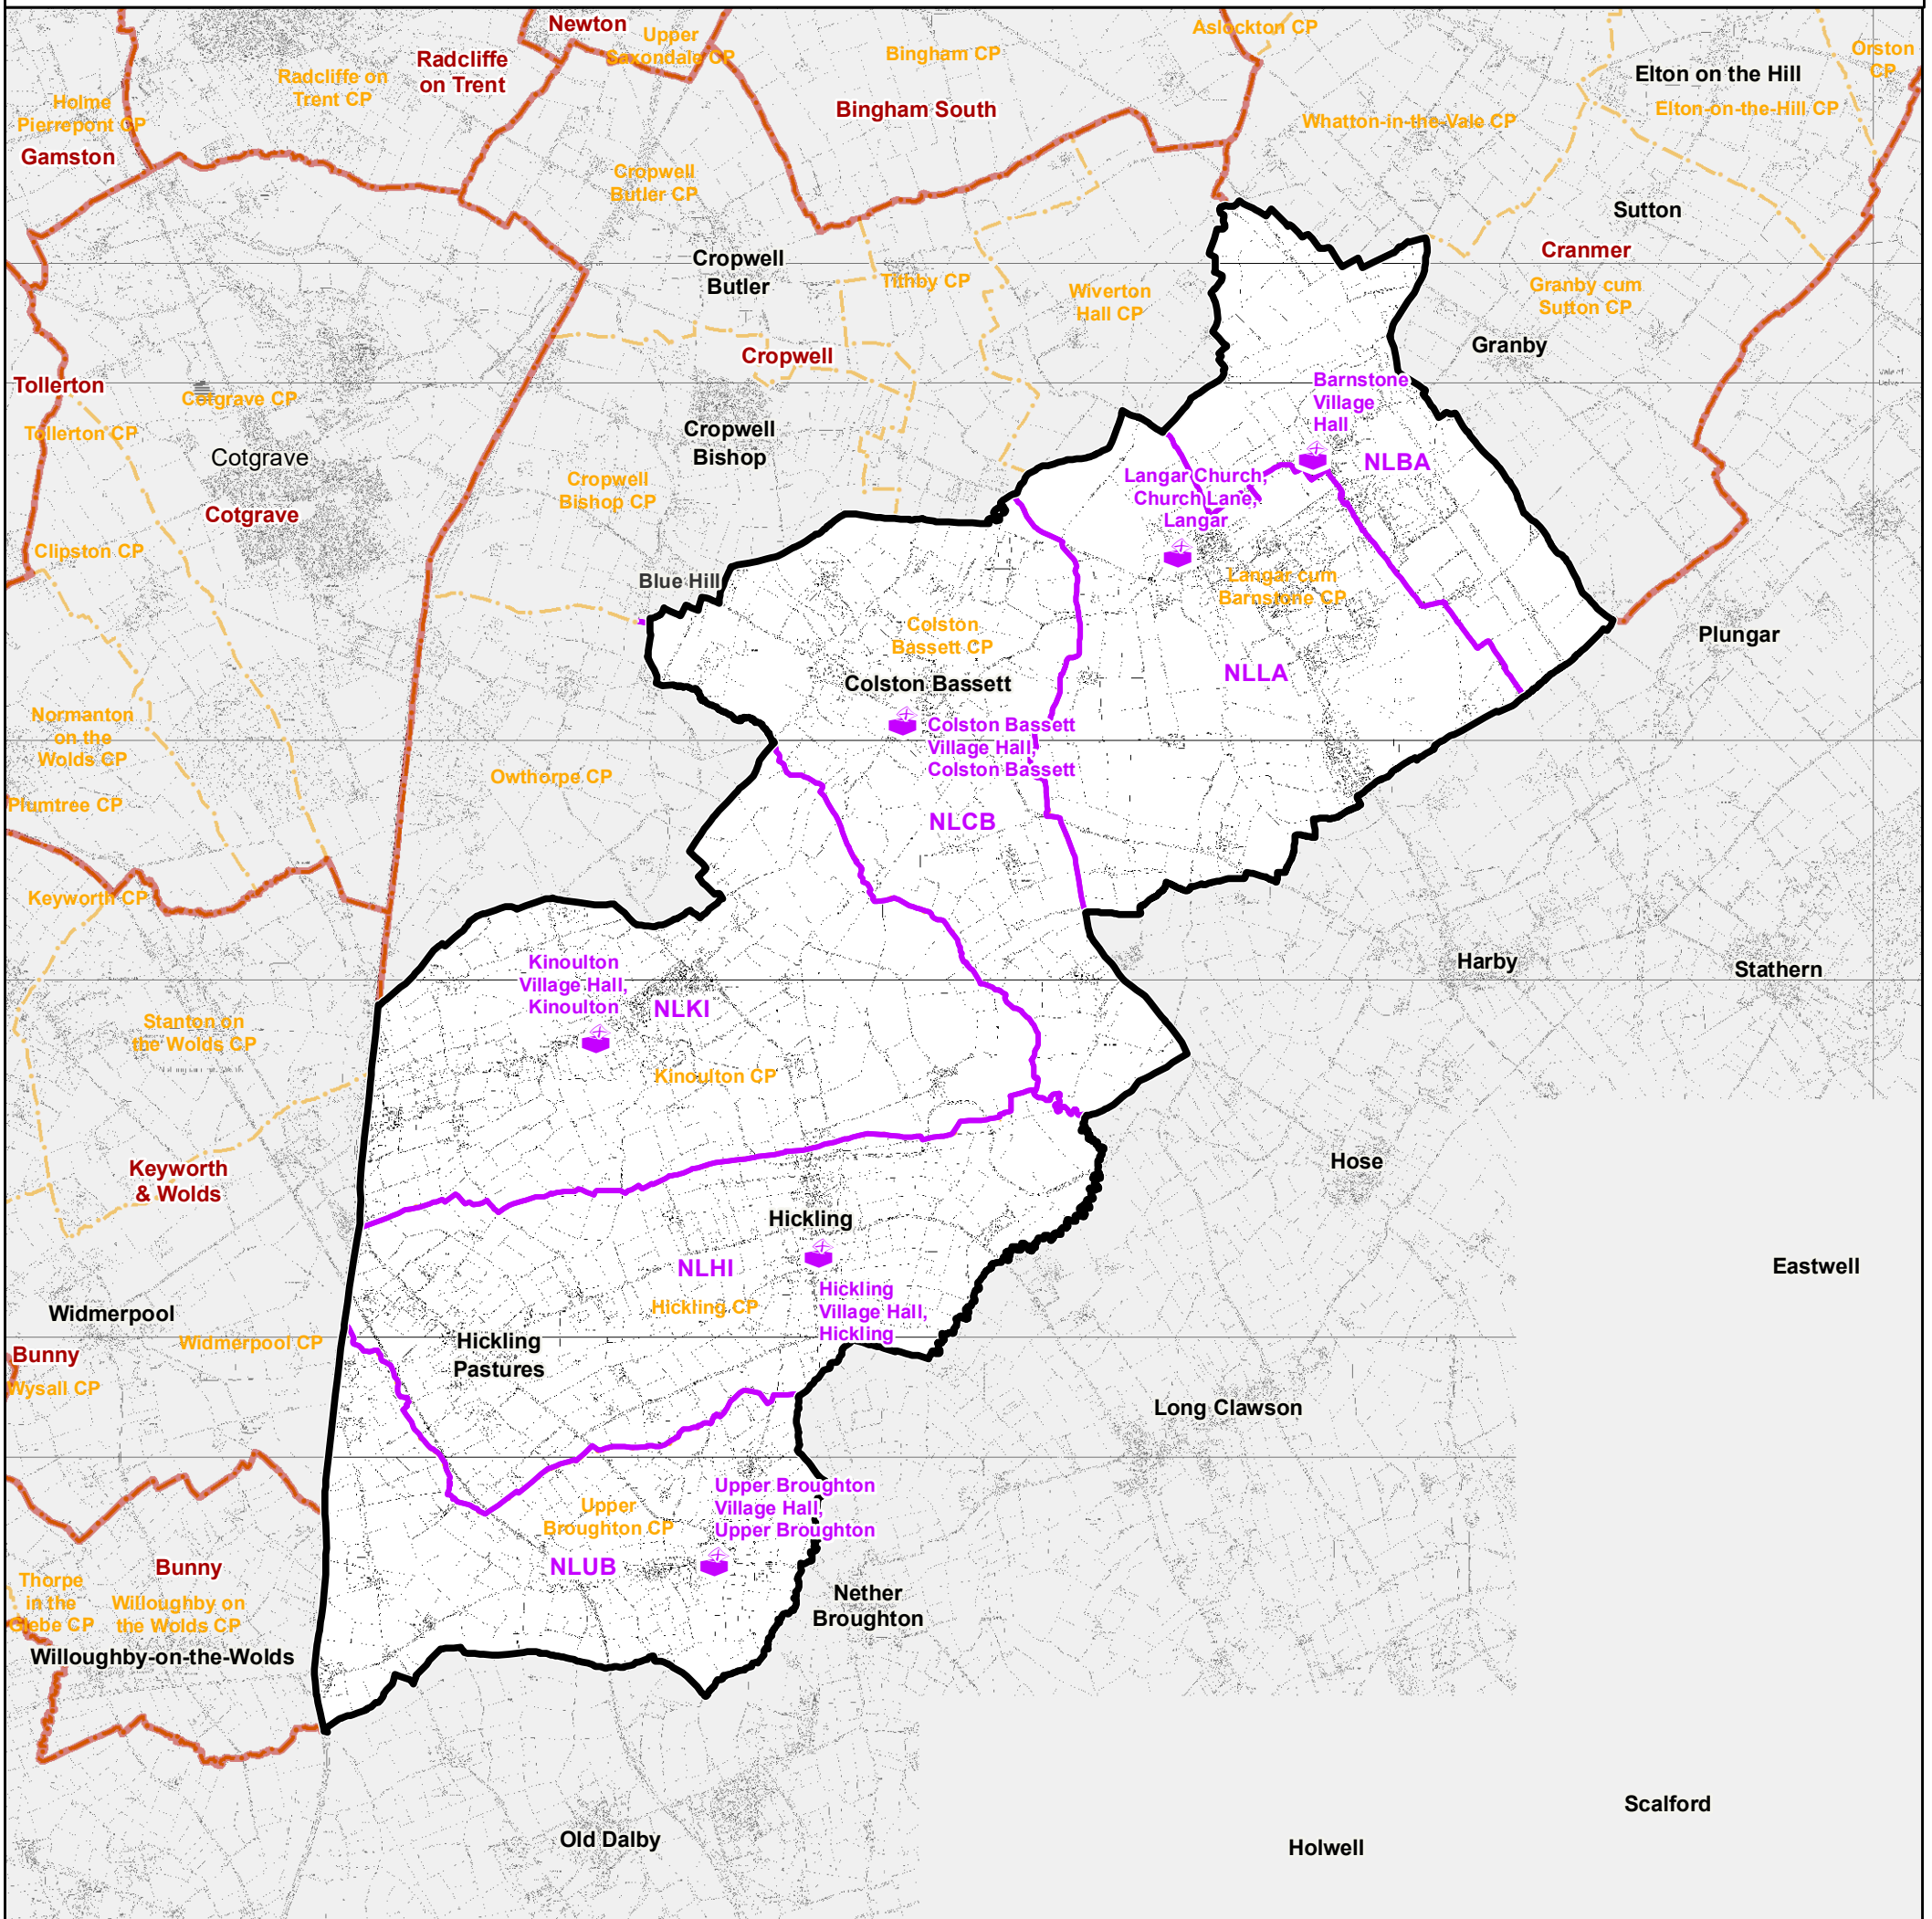 Newton
Upper
Saxondale CP
Aslockton CP
Bingham CP
Orston
CP
Radcliffe
on Trent
Radcliffe on
Trent CP
Elton on the Hill
Elton-on-the-Hill CP
Holme
Pierrepont CP
Bingham South
Whatton-in-the-Vale CP
Gamston
Cropwell
Butler CP
Sutton
Cranmer
Cropwell
Butler
Tithby CP
Wiverton
Hall CP
Granby cum
Sutton CP
Granby
Cropwell
Tollerton
Cotgrave CP
Barnstone
Village
Hall
Vale of
Tollerton CP
Cotgrave
Cropwell
Bishop
NLBA
Cropwell
Bishop CP
Langar Church,
Church Lane,
Langar
Cotgrave
Clipston CP
Blue Hill
Langar cum
Barnstone CP
Colston
Bassett CP
Plungar
NLLA
Colston Bassett
Normanton
on the
Wolds CP
Colston Bassett
Village Hall,
Colston Bassett
Owthorpe CP
Plumtree CP
NLCB
Keyworth CP
Kinoulton
Village Hall,
Kinoulton
NLKI
Harby
Stathern
Stanton on
the Wolds CP
Kinoulton CP
Keyworth
& Wolds
Hose
Hickling
NLHI
Eastwell
Hickling
Village Hall,
Hickling
Hickling CP
Widmerpool
Widmerpool CP
Hickling
Pastures
Bunny
Wysall CP
Long Clawson
Upper Broughton
Village Hall,
Upper Broughton
Upper
Broughton CP
NLUB
Bunny
Thorpe
in the
Glebe CP
Willoughby on
the Wolds CP
Nether
Broughton
Willoughby-on-the-Wolds
Scalford
Old Dalby
Holwell